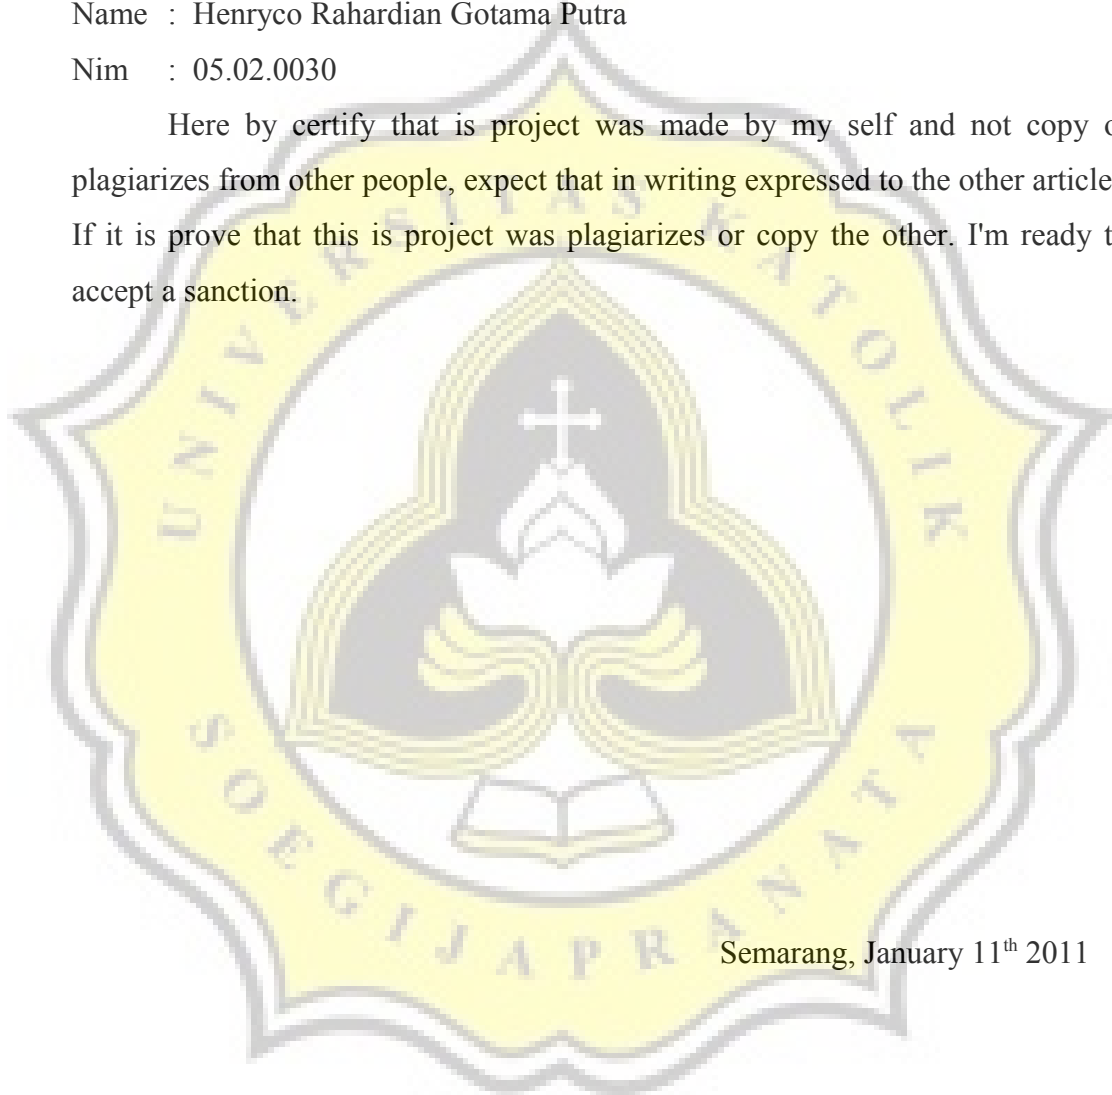 Name : Henryco Rahardian Gotama Putra
Nim : 05.02.0030
Here by certify that is project was made by my self and not copy o
plagiarizes from other people, expect that in writing expressed to the other article
If it is prove that this is project was plagiarizes or copy the other. I'm ready t
accept a sanction.
UNIVERSITAS KATOLIK
SOEGIJAPRANATA
Semarang, January 11th 2011